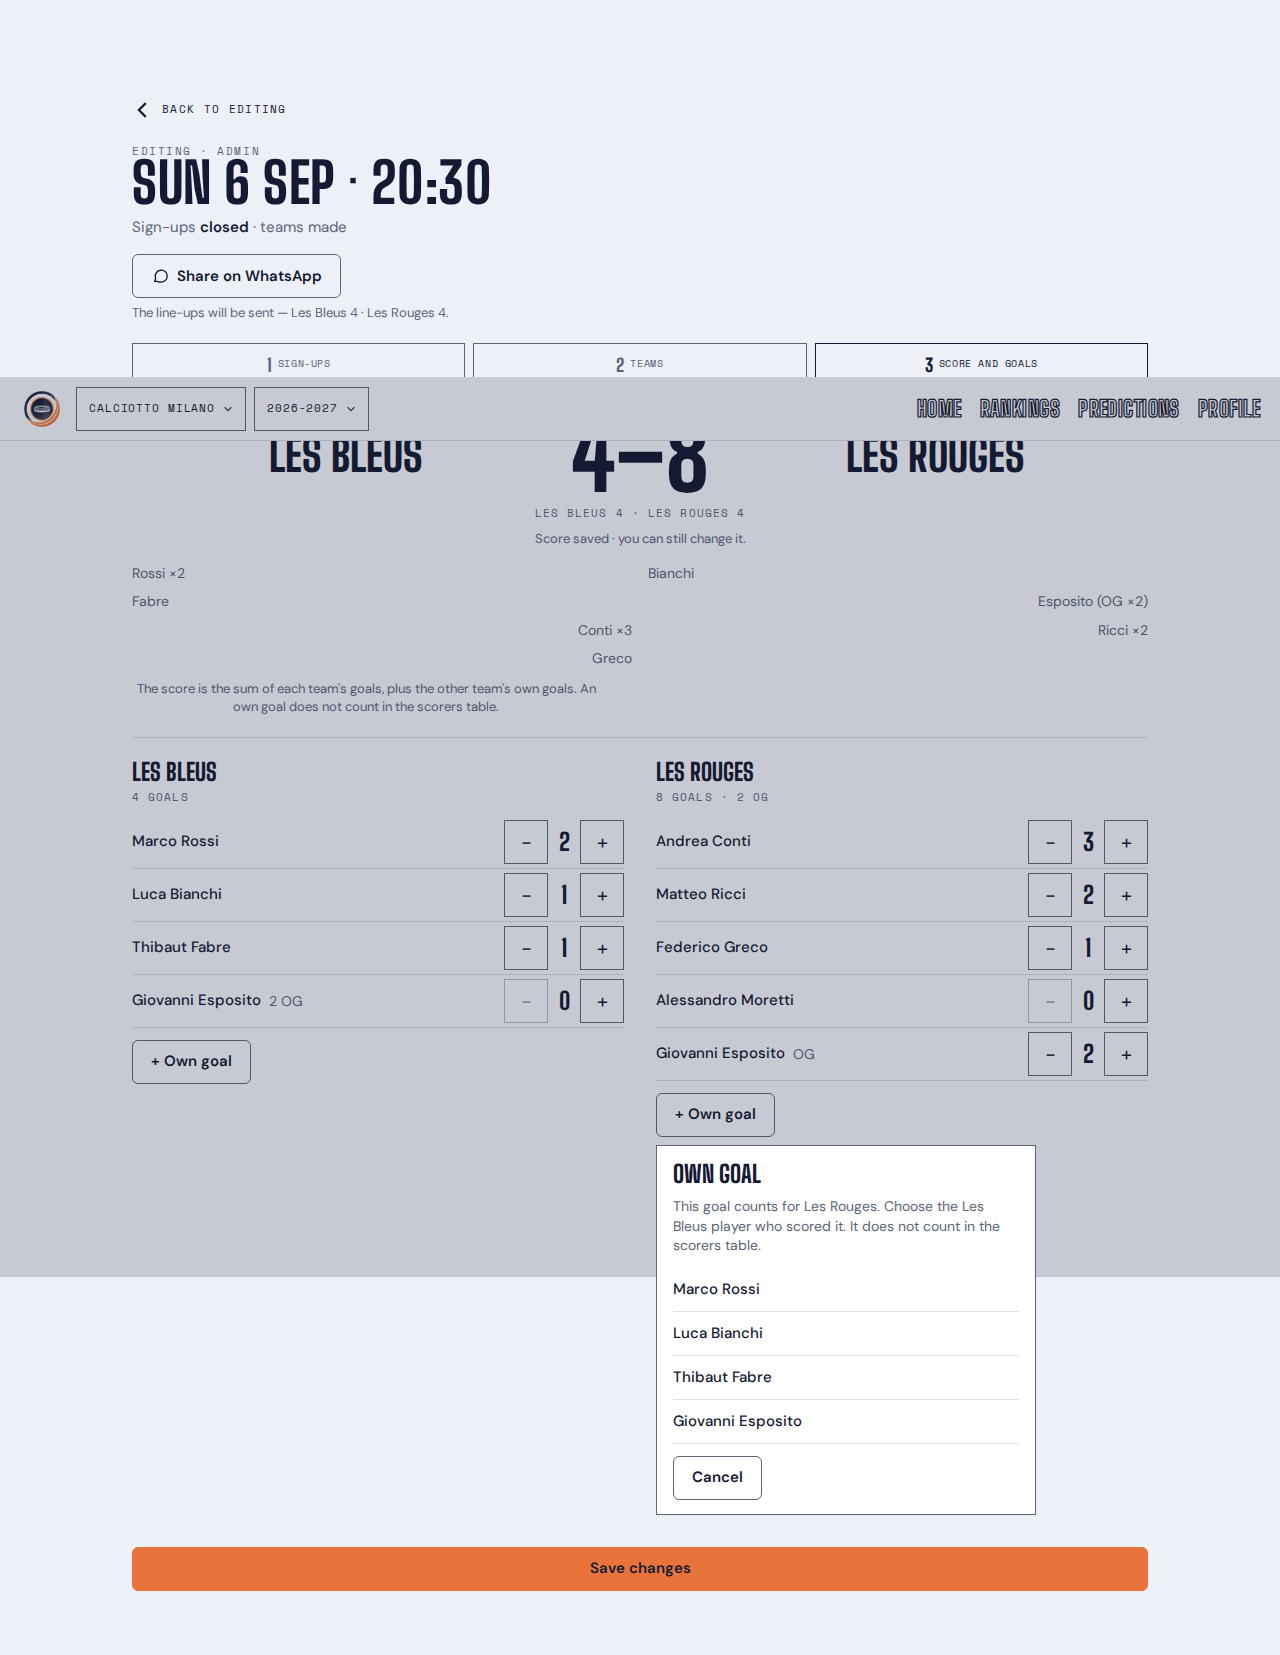 BACK TO EDITING
EDITING · ADMIN
SUN 6 SEP · 20:30
Sign-ups closed · teams made
Share on WhatsApp
The line-ups will be sent — Les Bleus 4 · Les Rouges 4.
1 SIGN-UPS
2 TEAMS
3 SCORE AND GOALS
CALCIOTTO MILANO
2026-2027
HOME
RANKINGS
PREDICTIONS
PROFILE
LES BLEUS
4–8
LES ROUGES
LES BLEUS 4 · LES ROUGES 4
Score saved · you can still change it.
Rossi ×2
Bianchi
Fabre
Esposito (OG ×2)
Conti ×3
Ricci ×2
Greco
The score is the sum of each team's goals, plus the other team's own goals. An
own goal does not count in the scorers table.
LES BLEUS
4 GOALS
Marco Rossi
− 2 +
Luca Bianchi
− 1 +
Thibaut Fabre
− 1 +
Giovanni Esposito 2 OG
− 0 +
+ Own goal
LES ROUGES
8 GOALS · 2 OG
Andrea Conti
− 3 +
Matteo Ricci
− 2 +
Federico Greco
− 1 +
Alessandro Moretti
− 0 +
Giovanni Esposito OG
− 2 +
+ Own goal
OWN GOAL
This goal counts for Les Rouges. Choose the Les
Bleus player who scored it. It does not count in the
scorers table.
Marco Rossi
Luca Bianchi
Thibaut Fabre
Giovanni Esposito
Cancel
Save changes